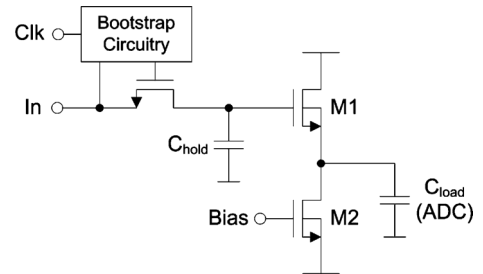 Clk
Bootstrap
Circuitry
In
M1
Chold
Cload
(ADC)
Bias
M2